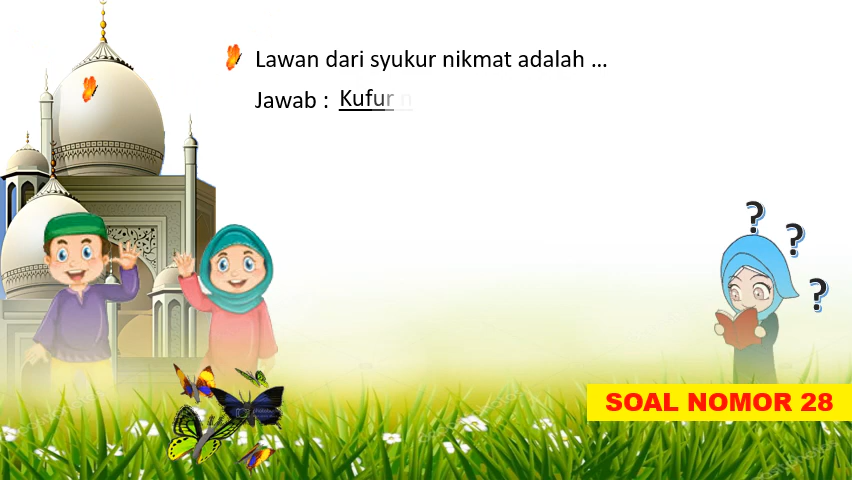 Lawan dari syukur nikmat adalah ...
Jawab : Kufur n
? ? ?
SOAL NOMOR 28